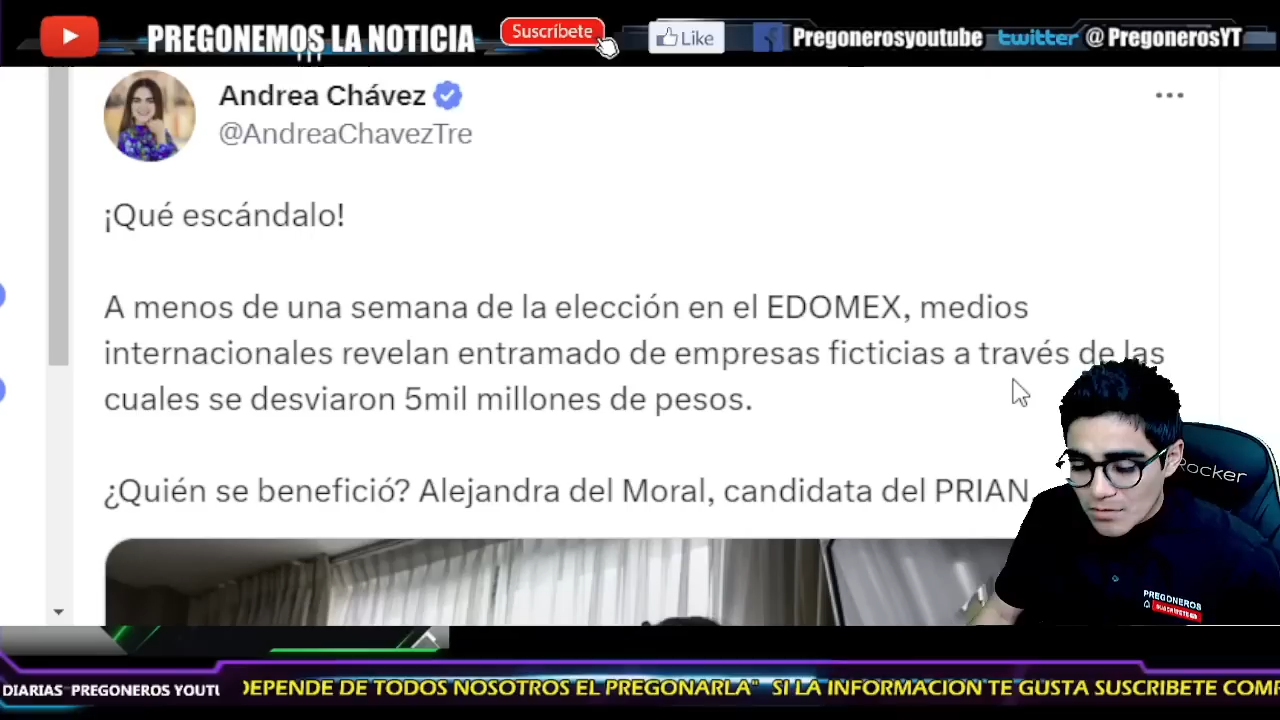 PREGONEMOS LA NOTICIA
Suscríbete
Like
Pregonerosyoutube
twitter @PregonerosYT
Andrea Chávez
@AndreaChavezTre
¡Qué escándalo!
A menos de una semana de la elección en el EDOMEX, medios
internacionales revelan entramado de empresas ficticias a través de las
cuales se desviaron 5mil millones de pesos.
¿Quién se benefició? Alejandra del Moral, candidata del PRIAN
Rocker
PREGONEROS
SUSCRIBETE
DIARIAS PREGONEROS YOUTU
DEPENDE DE TODOS NOSOTROS EL PREGONARLA" SI LA INFORMACION TE GUSTA SUSCRIBETE COMP